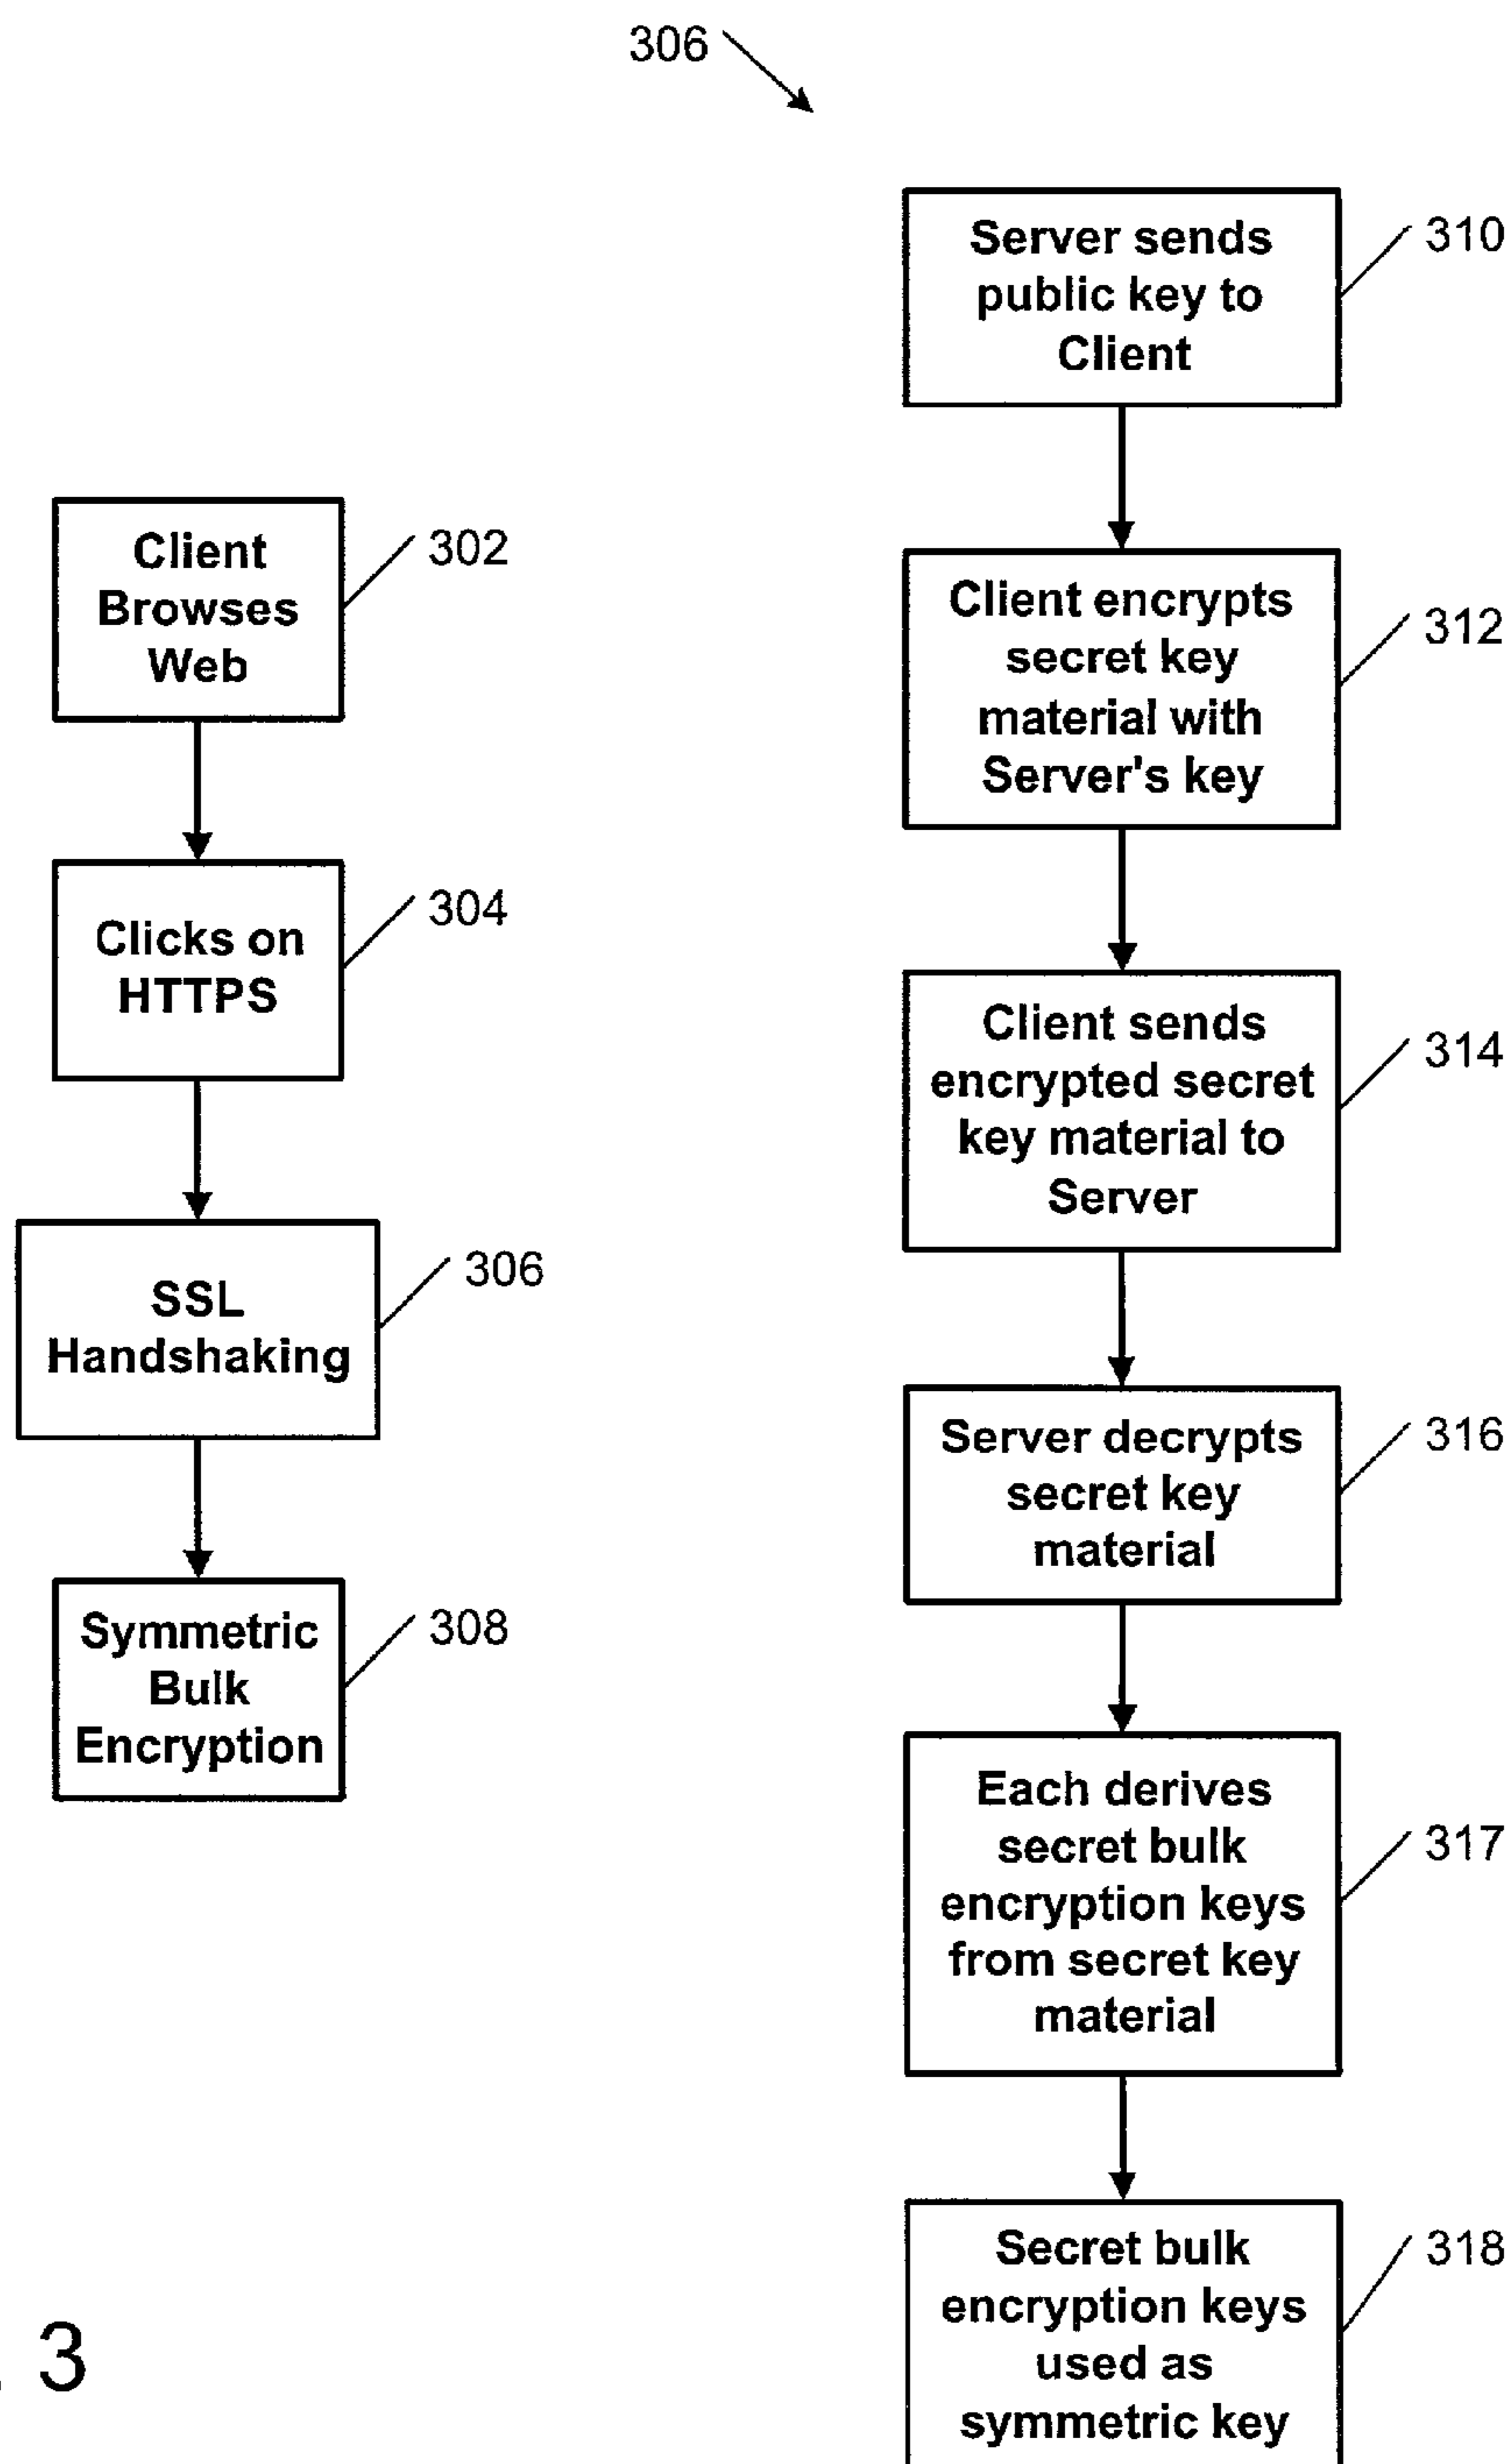 306
Client
Browses
Web
302
Clicks on
HTTPS
304
SSL
Handshaking
306
Symmetric
Bulk
Encryption
308
Server sends
public key to
Client
310
Client encrypts
secret key
material with
Server's key
312
Client sends
encrypted secret
key material to
Server
314
Server decrypts
secret key
material
316
Each derives
secret bulk
encryption keys
from secret key
material
317
Secret bulk
encryption keys
used as
symmetric key
318
3